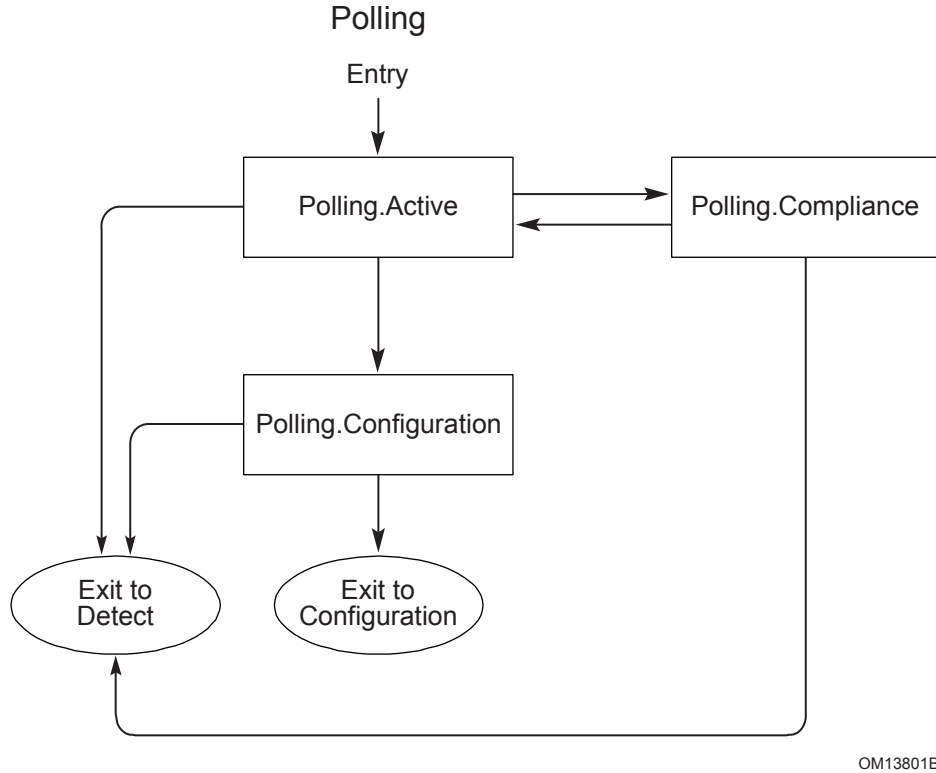 Polling
Entry
Polling.Active
Polling.Compliance
Polling.Configuration
Exit to
Detect
Exit to
Configuration
OM13801B